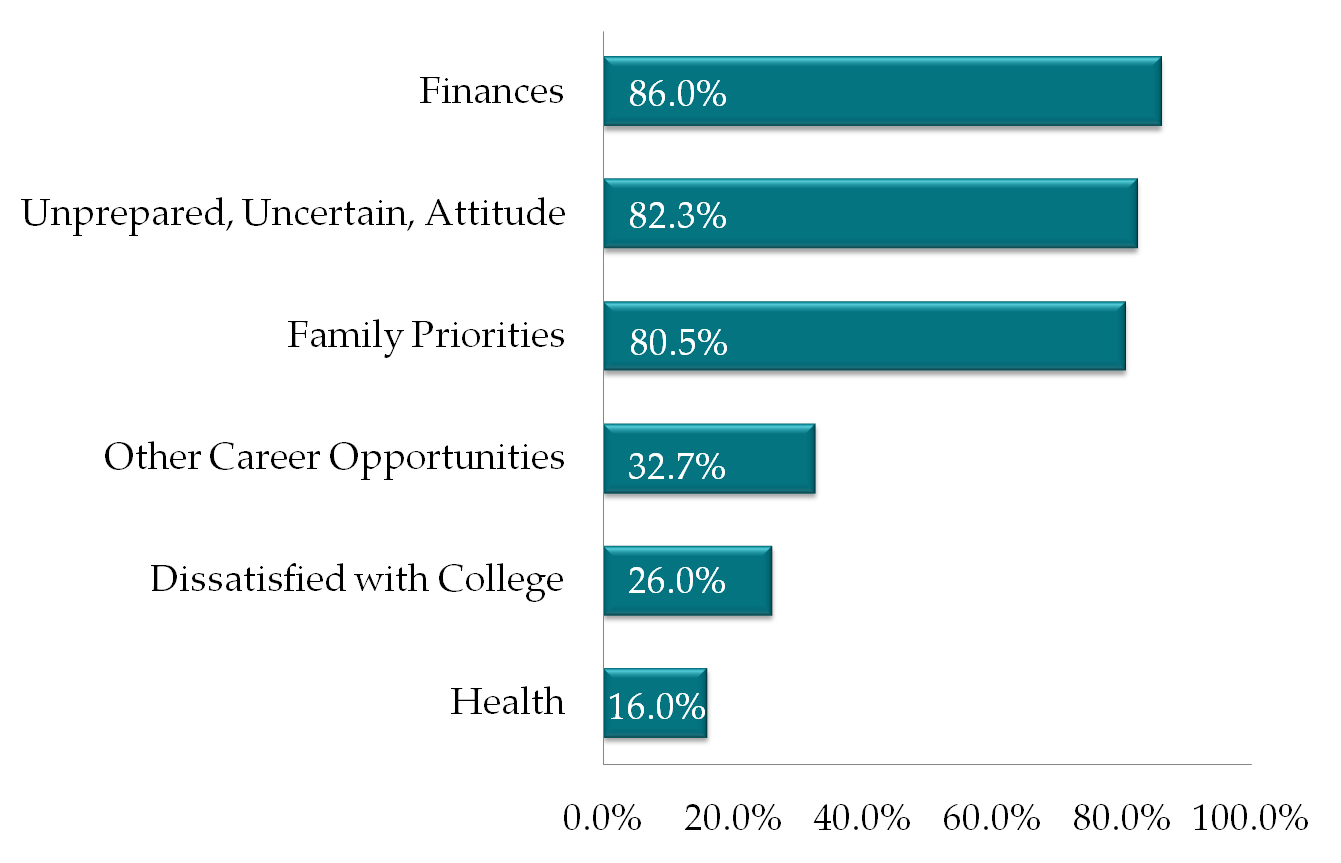 Finances
86.0%
Unprepared, Uncertain, Attitude
82.3%
Family Priorities
80.5%
Other Career Opportunities
32.7%
Dissatisfied with College
26.0%
Health
16.0%
0.0% 20.0% 40.0% 60.0% 80.0% 100.0%